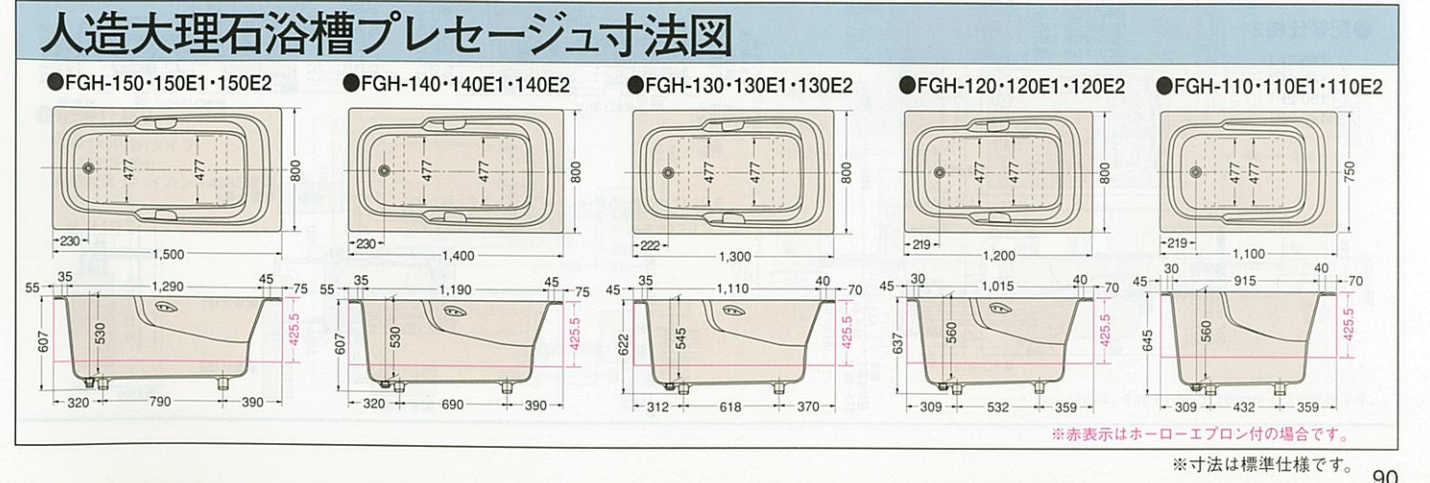 人造大理石浴槽プレセージュ寸法図
●FGH-150・150E1・150E2
●FGH-140・140E1・140E2
●FGH-130・130E1・130E2
●FGH-120・120E1・120E2
●FGH-110・110E1・110E2
477 477 800
230
1,500
477 477 800
230
1,400
477 477 800
222
1,300
477 477 800
219
1,200
477 477 750
219
1,100
55 35 1,290 45 75
607 530 425.5
320 790 390
55 35 1,190 45 75
607 530 425.5
320 690 390
45 35 1,110 40 70
622 545 425.5
312 618 370
45 30 1,015 40 70
637 560 425.5
309 532 359
45 30 915 40 70
645 560 425.5
309 432 359
※赤表示はホーローエプロン付の場合です。
※寸法は標準仕様です。
90